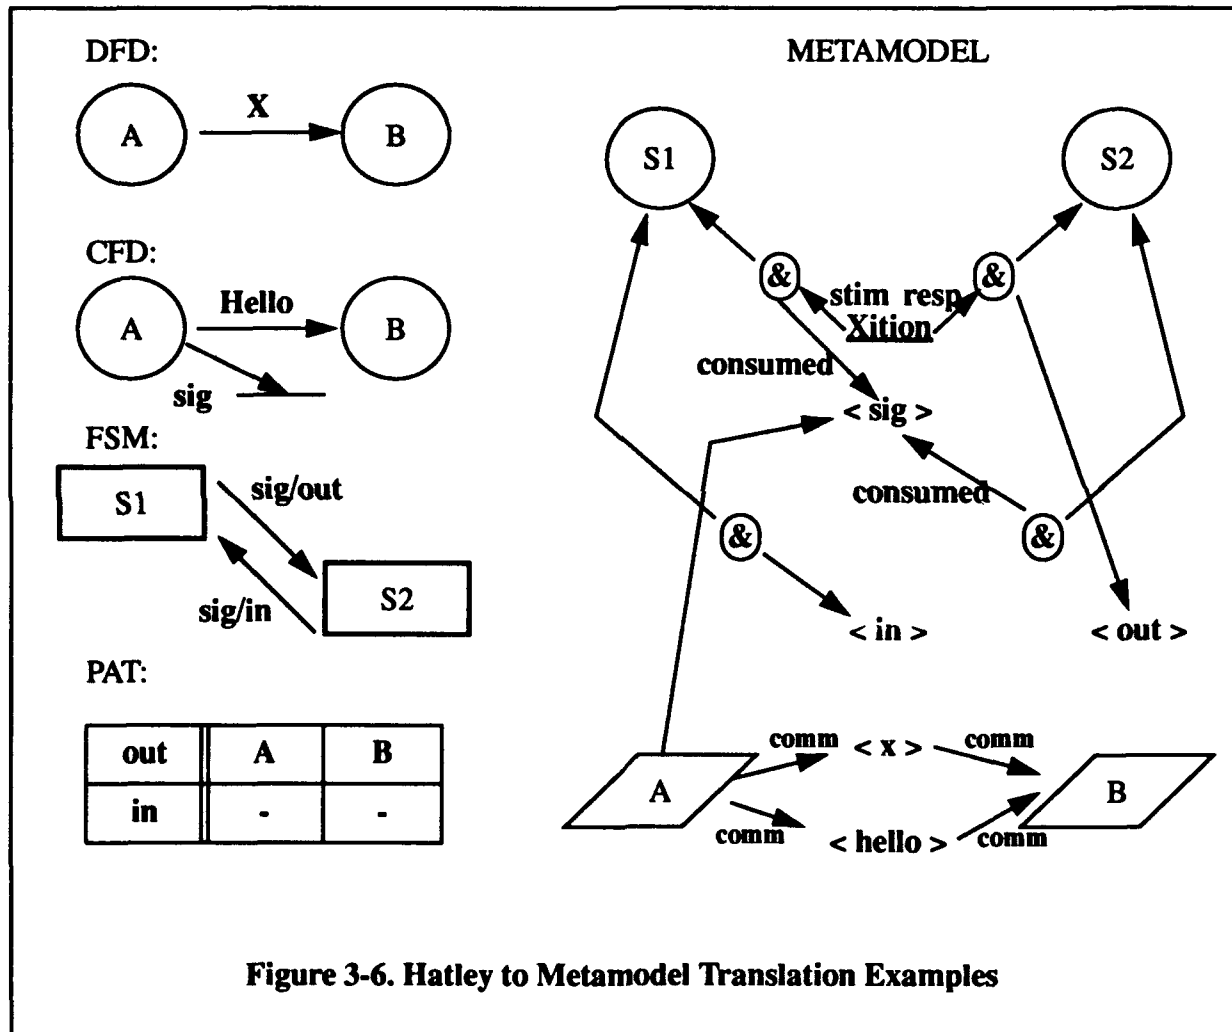 DFD:
A
X
B
CFD:
A
Hello
B
sig
FSM:
S1
sig/out
sig/in
S2
PAT:
out A B
in - -
METAMODEL
S1
S2
&
&
stim resp
Xition
consumed
< sig >
consumed
&
&
< in >
< out >
A
comm
< x >
comm
B
comm
< hello >
comm
Figure 3-6. Hatley to Metamodel Translation Examples